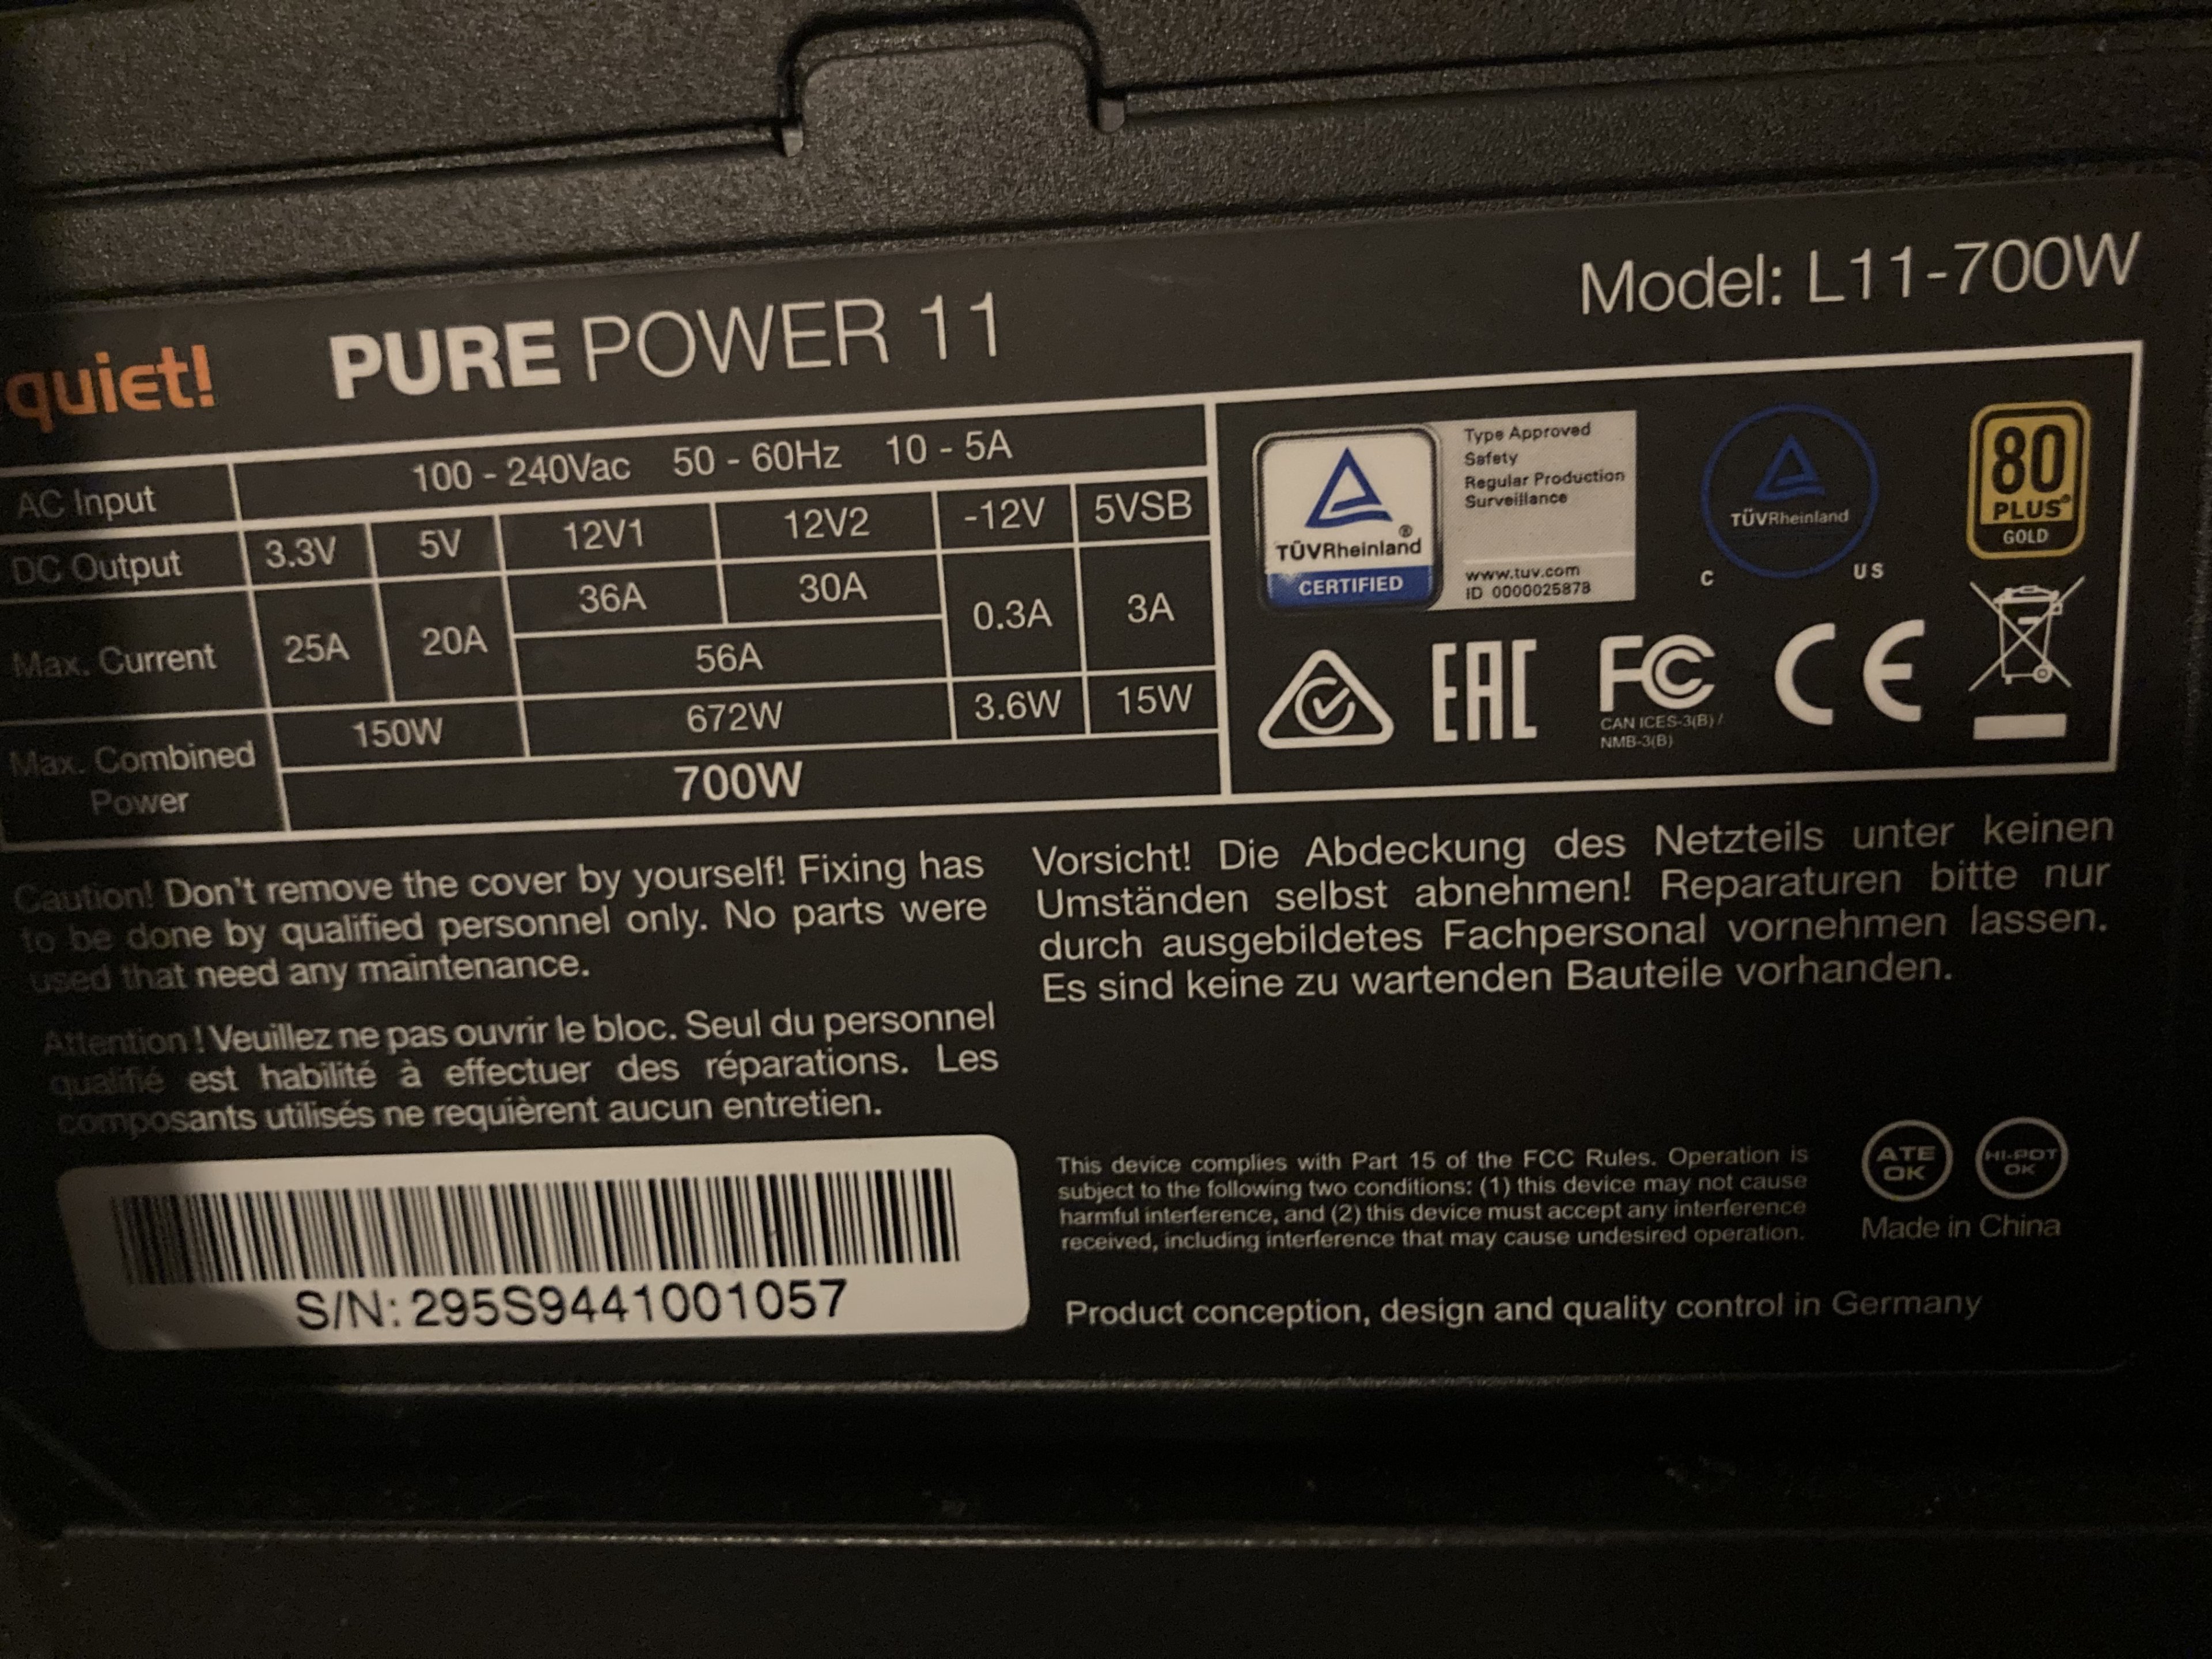 quiet!
PURE POWER 11
Model: L11-700W
AC Input 100 - 240Vac 50 - 60Hz 10 - 5A
DC Output 3.3V 5V 12V1 12V2 -12V 5VSB
Max. Current 25A 20A 36A 30A 0.3A 3A
56A
Max. Combined Power 150W 672W 3.6W 15W
700W
TÜVRheinland®
CERTIFIED
Type Approved
Safety
Regular Production
Surveillance
www.tuv.com
ID 0000025878
TÜVRheinland
C US
80
PLUS®
GOLD
EAC
FC
CAN ICES-3(B) /
NMB-3(B)
CE
Caution! Don't remove the cover by yourself! Fixing has
to be done by qualified personnel only. No parts were
used that need any maintenance.
Attention ! Veuillez ne pas ouvrir le bloc. Seul du personnel
qualifié est habilité à effectuer des réparations. Les
composants utilisés ne requièrent aucun entretien.
Vorsicht! Die Abdeckung des Netzteils unter keinen
Umständen selbst abnehmen! Reparaturen bitte nur
durch ausgebildetes Fachpersonal vornehmen lassen.
Es sind keine zu wartenden Bauteile vorhanden.
S/N: 295S9441001057
This device complies with Part 15 of the FCC Rules. Operation is
subject to the following two conditions: (1) this device may not cause
harmful interference, and (2) this device must accept any interference
received, including interference that may cause undesired operation.
ATE
OK
HI-POT
OK
Made in China
Product conception, design and quality control in Germany